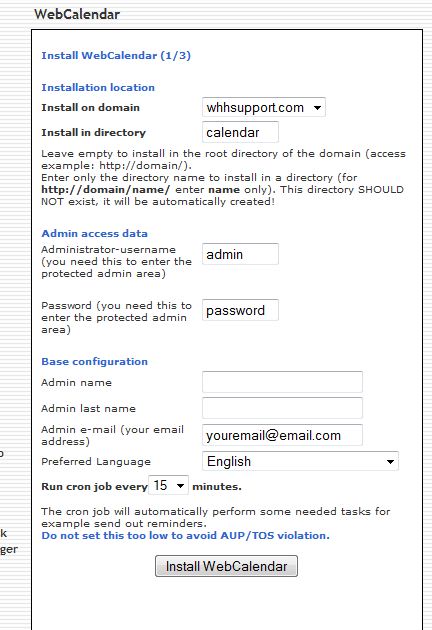 WebCalendar
Install WebCalendar (1/3)
Installation location
Install on domain
whhsupport.com
Install in directory
calendar
Leave empty to install in the root directory of the domain (access
example: http://domain/).
Enter only the directory name to install in a directory (for
http://domain/name/ enter name only). This directory SHOULD
NOT exist, it will be automatically created!
Admin access data
Administrator-username
(you need this to enter the
protected admin area)
admin
Password (you need this to
enter the protected admin
area)
password
Base configuration
Admin name
Admin last name
Admin e-mail (your email
address)
youremail@email.com
Preferred Language
English
Run cron job every 15 minutes.
The cron job will automatically perform some needed tasks for
example send out reminders.
Do not set this too low to avoid AUP/TOS violation.
k
ger
Install WebCalendar